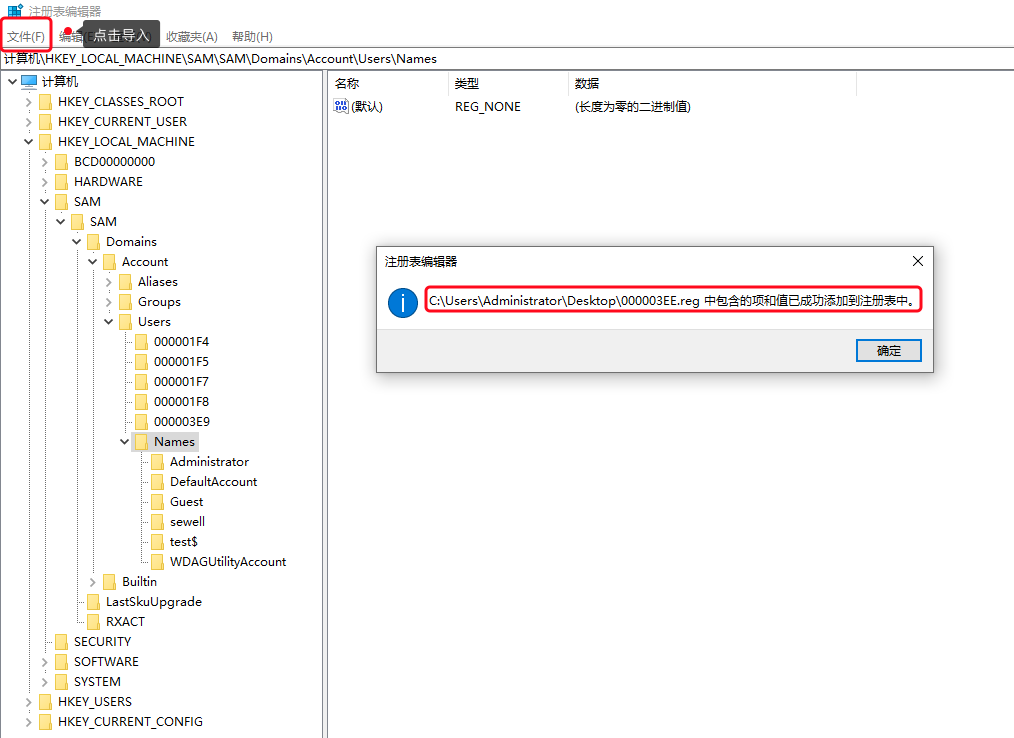 注册表编辑器
文件(F) 编辑 点击导入 收藏夹(A) 帮助(H)
计算机\HKEY_LOCAL_MACHINE\SAM\SAM\Domains\Account\Users\Names
计算机
HKEY_CLASSES_ROOT
HKEY_CURRENT_USER
HKEY_LOCAL_MACHINE
BCD00000000
HARDWARE
SAM
SAM
Domains
Account
Aliases
Groups
Users
000001F4
000001F5
000001F7
000001F8
000003E9
Names
Administrator
DefaultAccount
Guest
sewell
test$
WDAGUtilityAccount
Builtin
LastSkuUpgrade
RXACT
SECURITY
SOFTWARE
SYSTEM
HKEY_USERS
HKEY_CURRENT_CONFIG
名称 类型 数据
(默认) REG_NONE (长度为零的二进制值)
注册表编辑器
C:\Users\Administrator\Desktop\000003EE.reg 中包含的项和值已成功添加到注册表中。
确定